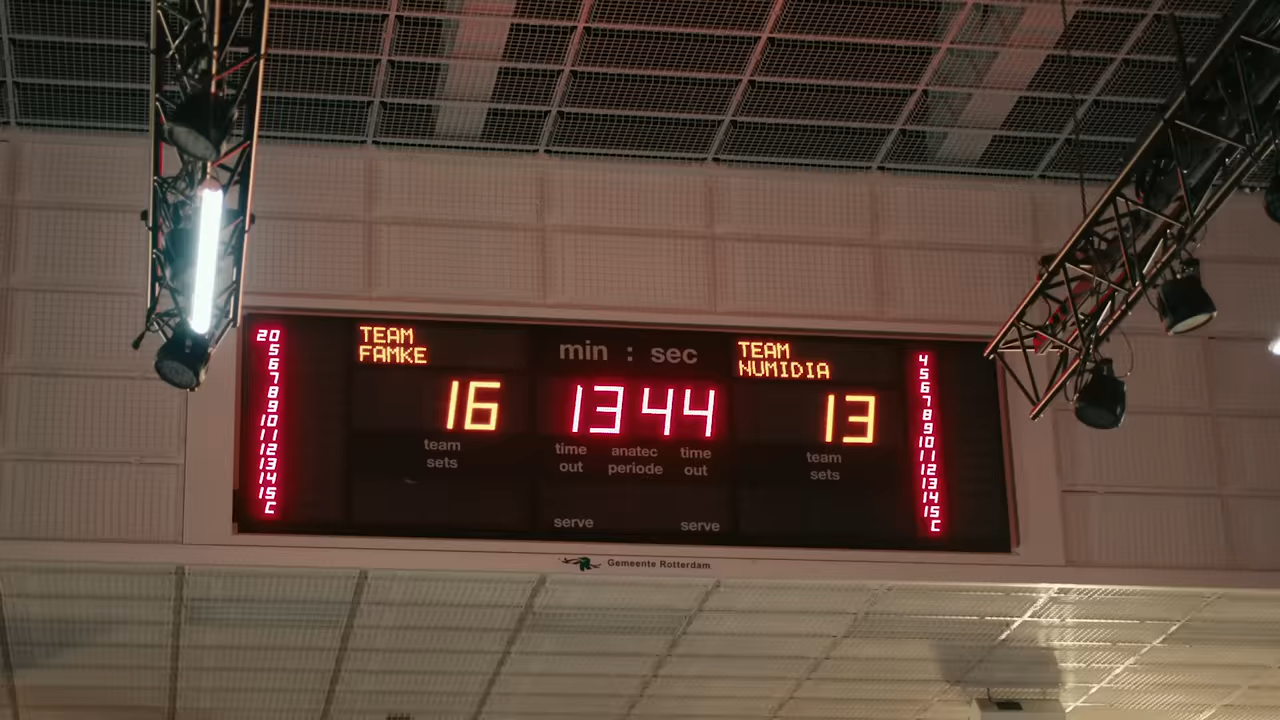 TEAM
FAMKE
min : sec
TEAM
NUMIDIA
16
13 44
13
team
sets
time
out
anatec
periode
time
out
team
sets
serve
serve
20
5
6
7
8
9
10
11
12
13
14
15
C
4
5
6
7
8
9
10
11
12
13
14
15
C
Gemeente Rotterdam